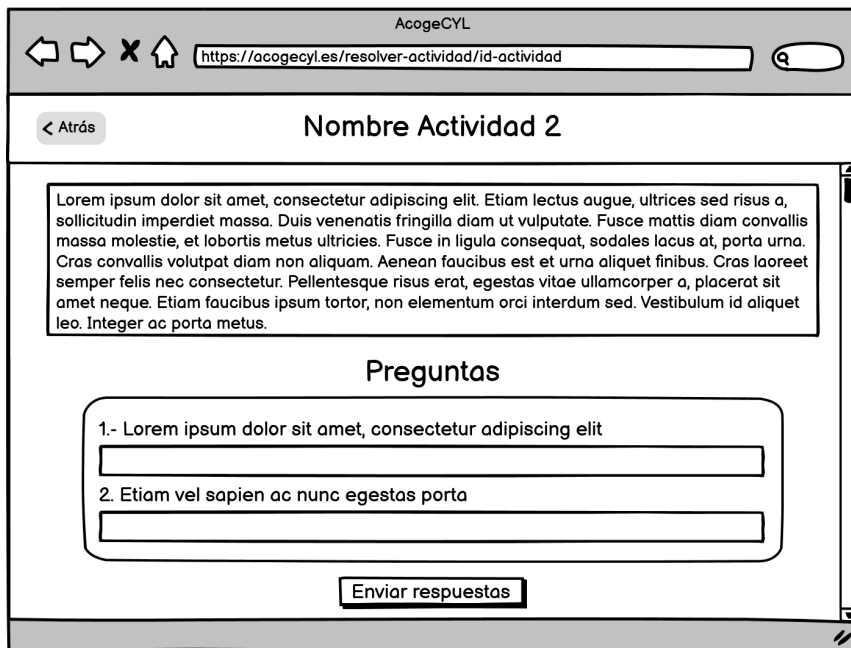 AcogeCYL
https://acogecyl.es/resolver-actividad/id-actividad
Atrás
Nombre Actividad 2
Lorem ipsum dolor sit amet, consectetur adipiscing elit. Etiam lectus augue, ultrices sed risus a,
sollicitudin imperdiet massa. Duis venenatis fringilla diam ut vulputate. Fusce mattis diam convallis
massa molestie, et lobortis metus ultricies. Fusce in ligula consequat, sodales lacus at, porta urna.
Cras convallis volutpat diam non aliquam. Aenean faucibus est et urna aliquet finibus. Cras laoreet
semper felis nec consectetur. Pellentesque risus erat, egestas vitae ullamcorper a, placerat sit
amet neque. Etiam faucibus ipsum tortor, non elementum orci interdum sed. Vestibulum id aliquet
leo. Integer ac porta metus.
Preguntas
1.- Lorem ipsum dolor sit amet, consectetur adipiscing elit
2. Etiam vel sapien ac nunc egestas porta
Enviar respuestas